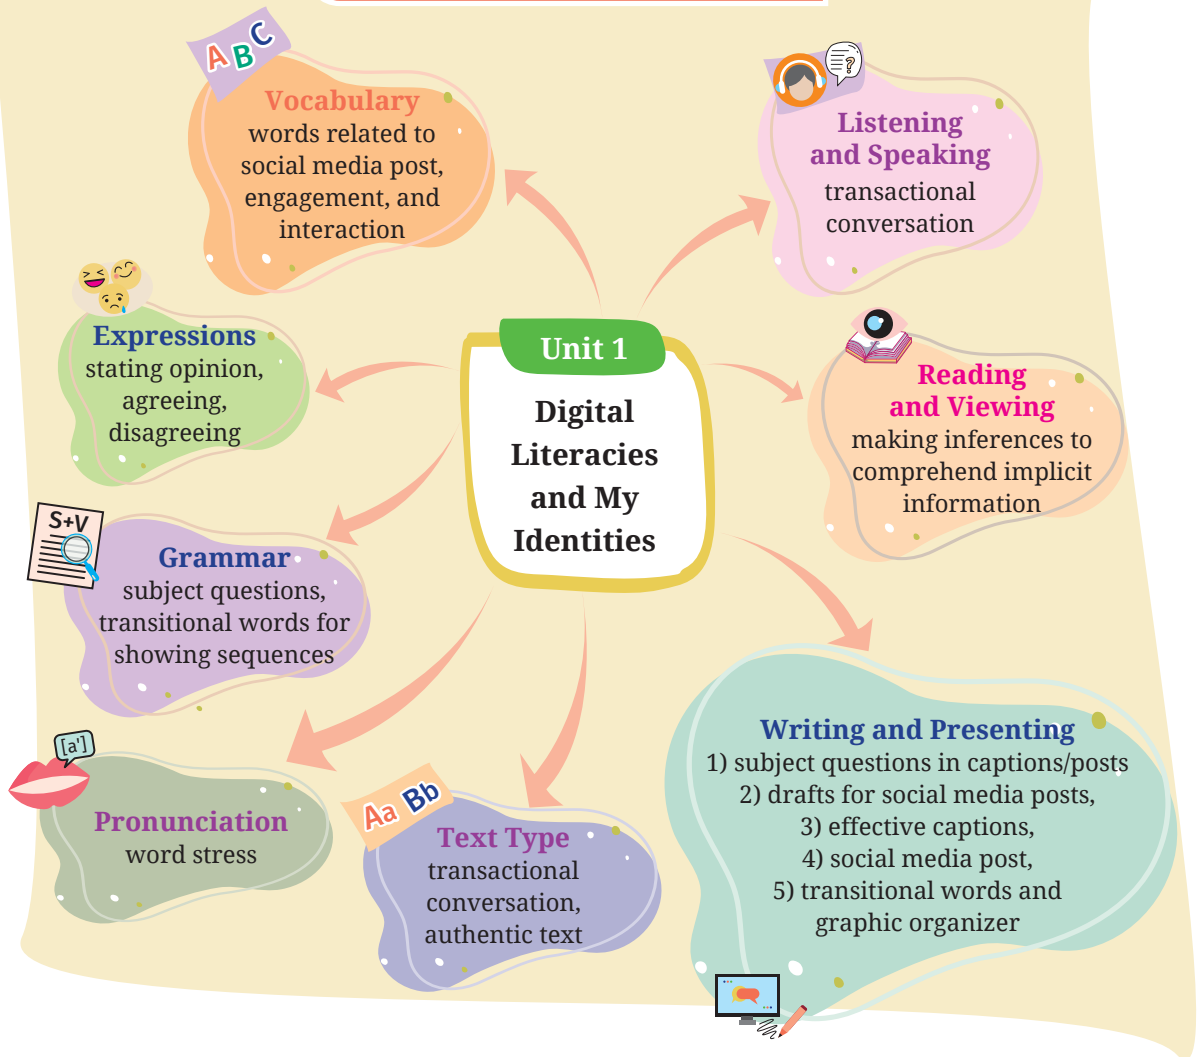 ABC
Vocabulary
words related to
social media post,
engagement, and
interaction
?
Listening
and Speaking
transactional
conversation
Expressions
stating opinion,
agreeing,
disagreeing
Unit 1
Digital
Literacies
and My
Identities
Reading
and Viewing
making inferences to
comprehend implicit
information
S+V
Grammar
subject questions,
transitional words for
showing sequences
[a']
Pronunciation
word stress
Aa Bb
Text Type
transactional
conversation,
authentic text
Writing and Presenting
1) subject questions in captions/posts
2) drafts for social media posts,
3) effective captions,
4) social media post,
5) transitional words and
graphic organizer